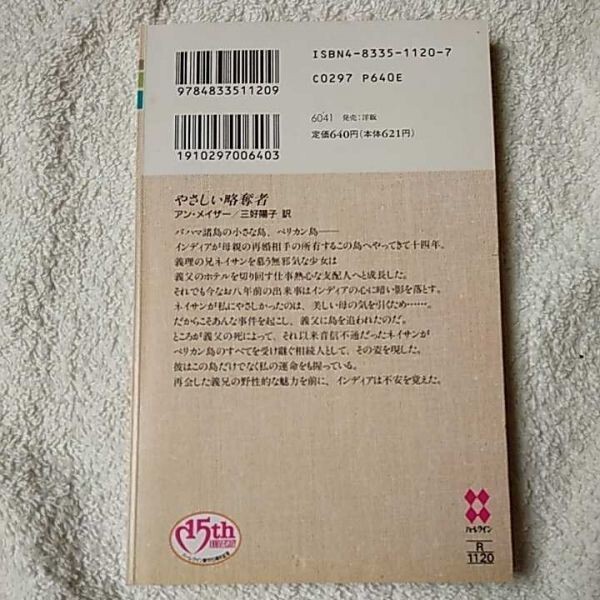 ISBN4-8335-1120-7
C0297 P640E
9784833511209
6041 発売:洋販
定価640円(本体621円)
1910297006403
やさしい略奪者
アン・メイザー/三好陽子 訳
バハマ諸島の小さな島、ペリカン島——
インディアが母親の再婚相手の所有するこの島へやってきて十四年。
義理の兄ネイサンを慕う無邪気な少女は
義父のホテルを切り回す仕事熱心な支配人へと成長した。
それでも今なお八年前の出来事はインディアの心に暗い影を落とす。
ネイサンが私にやさしかったのは、美しい母の気を引くため……。
だからこそあんな事件を起こし、義父に島を追われたのだ。
ところが義父の死によって、それ以来音信不通だったネイサンが
ペリカン島のすべてを受け継ぐ相続人として、その姿を現した。
彼はこの島だけでなく私の運命をも握っている。
再会した義兄の野性的な魅力を前に、インディアは不安を覚えた。
15th
ハーレクイン
R
1120